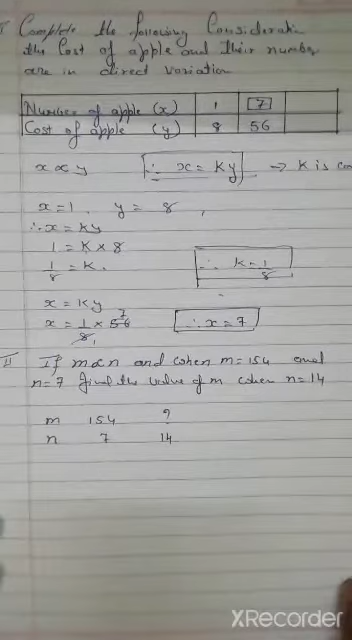 I Complete the following Consideratn
the Cost of apple and their number
are in direct variation
Number of apple (x) 1 7
Cost of apple (y) 8 56
x ∝ y ∴ x = Ky → K is con
x = 1, y = 8,
∴ x = Ky
1 = K × 8
1/8 = K. ∴ K = 1/8
x = Ky
x = 1/8 × 56 7 ∴ x = 7
II If m ∝ n and when m = 154 and
n = 7 find the value of m when n = 14
m 154 ?
n 7 14
XRecorder